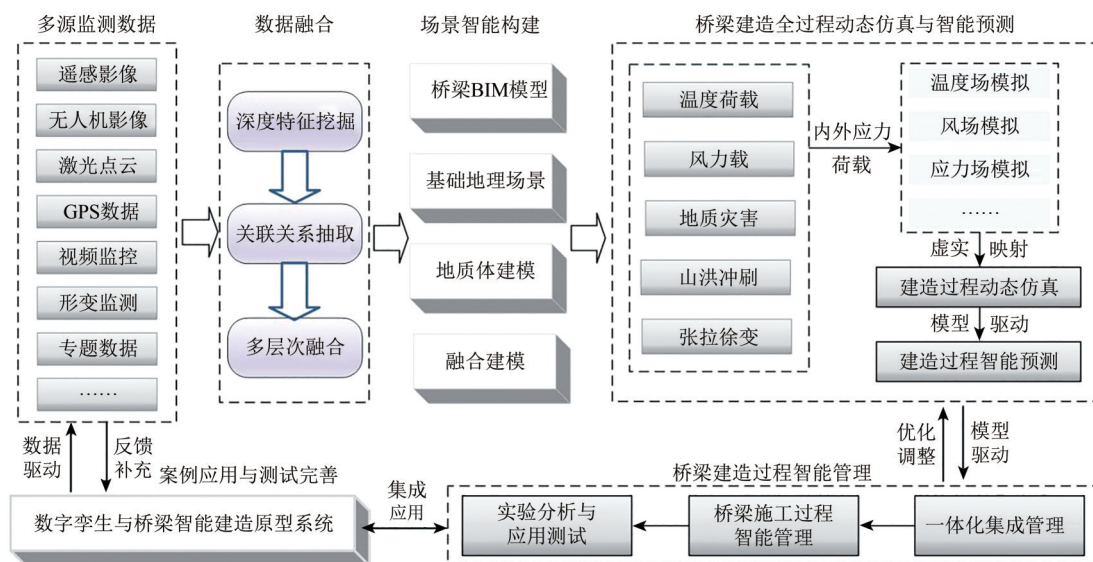 多源监测数据
遥感影像
无人机影像
激光点云
GPS数据
视频监控
形变监测
专题数据
……
数据融合
深度特征挖掘
关联关系抽取
多层次融合
场景智能构建
桥梁BIM模型
基础地理场景
地质体建模
融合建模
桥梁建造全过程动态仿真与智能预测
温度荷载
风力载
地质灾害
山洪冲刷
张拉徐变
内外应力
荷载
温度场模拟
风场模拟
应力场模拟
……
虚实 映射
建造过程动态仿真
模型 驱动
建造过程智能预测
数据
驱动
反馈
补充
案例应用与测试完善
数字孪生与桥梁智能建造原型系统
集成
应用
优化
调整
模型
驱动
桥梁建造过程智能管理
实验分析与
应用测试
桥梁施工过程
智能管理
一体化集成管理